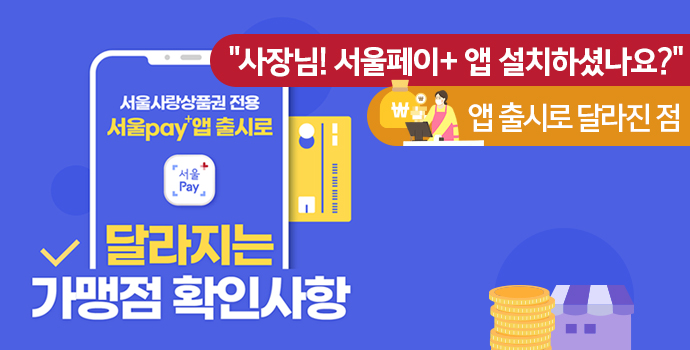 "사장님! 서울페이+ 앱 설치하셨나요?"
앱 출시로 달라진 점
서울사랑상품권 전용
서울pay+앱 출시로
서울
Pay+
달라지는
가맹점 확인사항
₩